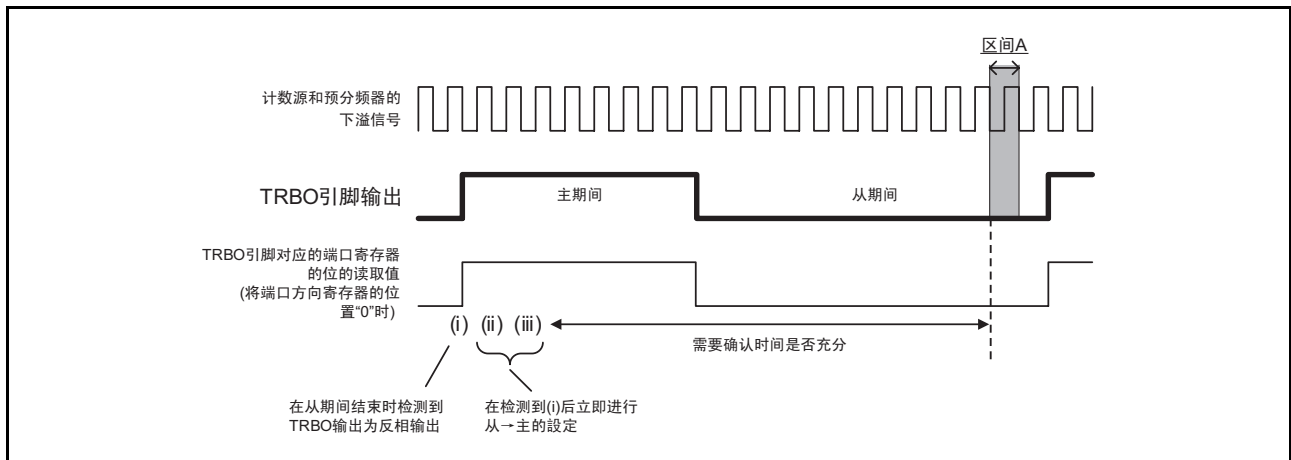 区间A
计数源和预分频器的
下溢信号
TRBO引脚输出
主期间
从期间
TRBO引脚对应的端口寄存器
的位的读取值
(将端口方向寄存器的位
置“0”时)
(i) (ii) (iii)
需要确认时间是否充分
在从期间结束时检测到
TRBO输出为反相输出
在检测到(i)后立即进行
从→主的設定